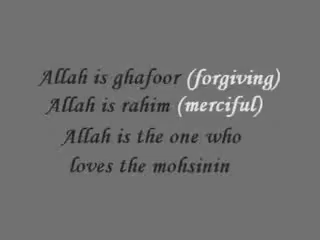 Allah is ghafoor (forgiving)
Allah is rahim (merciful)
Allah is the one who
loves the mohsinin